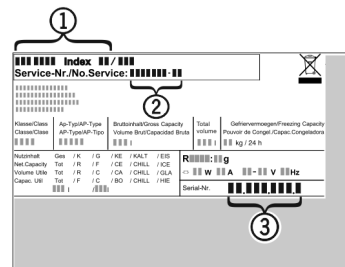 1
Index /
Service-Nr./No.Service: -
2
Klasse/Class Ap-Typ/AP-Type Bruttoinhalt/Gross Capacity Total Gefriervermoegen/Freezing Capacity
Classe/Clase AP-Type/AP-Tipo Volume Brut/Capacidad Bruta volume Pouvoir de Congel./Capac.Congeladora
l l kg / 24 h
Nutzinhalt Ges / K / G / KE / KALT / EIS
Net.Capacity Tot / R / F / CE / CHILL / ICE
Volume Utile Tot / R / C / CA / CHILL / GLA
Capac. Util Tot / F / C / BO / CHILL / HIE
l / l
R : g
W A - V Hz
Serial-Nr. . . .
3